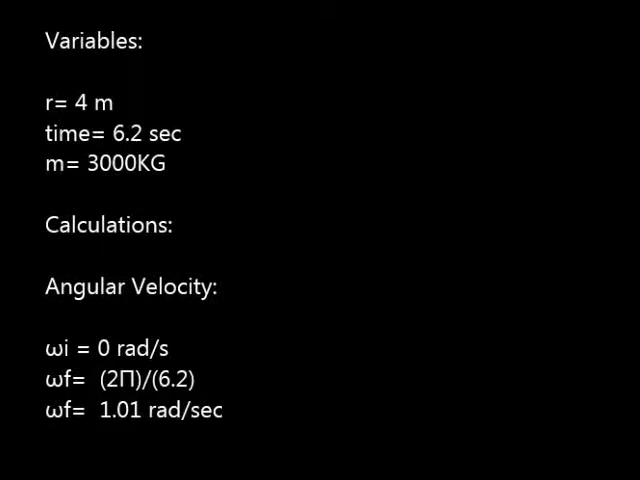 Variables:
r= 4 m
time= 6.2 sec
m= 3000KG
Calculations:
Angular Velocity:
ωi = 0 rad/s
ωf=  (2Π)/(6.2)
ωf=  1.01 rad/sec